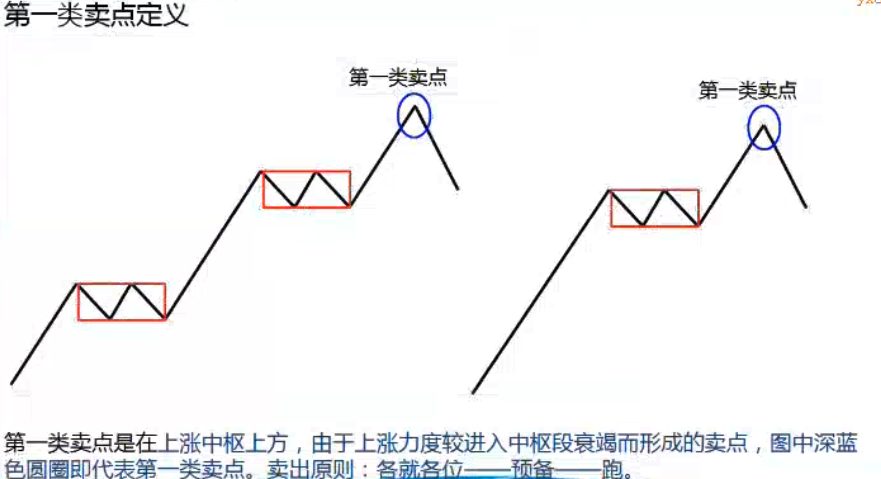 第一类卖点定义
第一类卖点
第一类卖点
第一类卖点是在上涨中枢上方，由于上涨力度较进入中枢段衰竭而形成的卖点，图中深蓝
色圆圈即代表第一类卖点。卖出原则：各就各位——预备——跑。